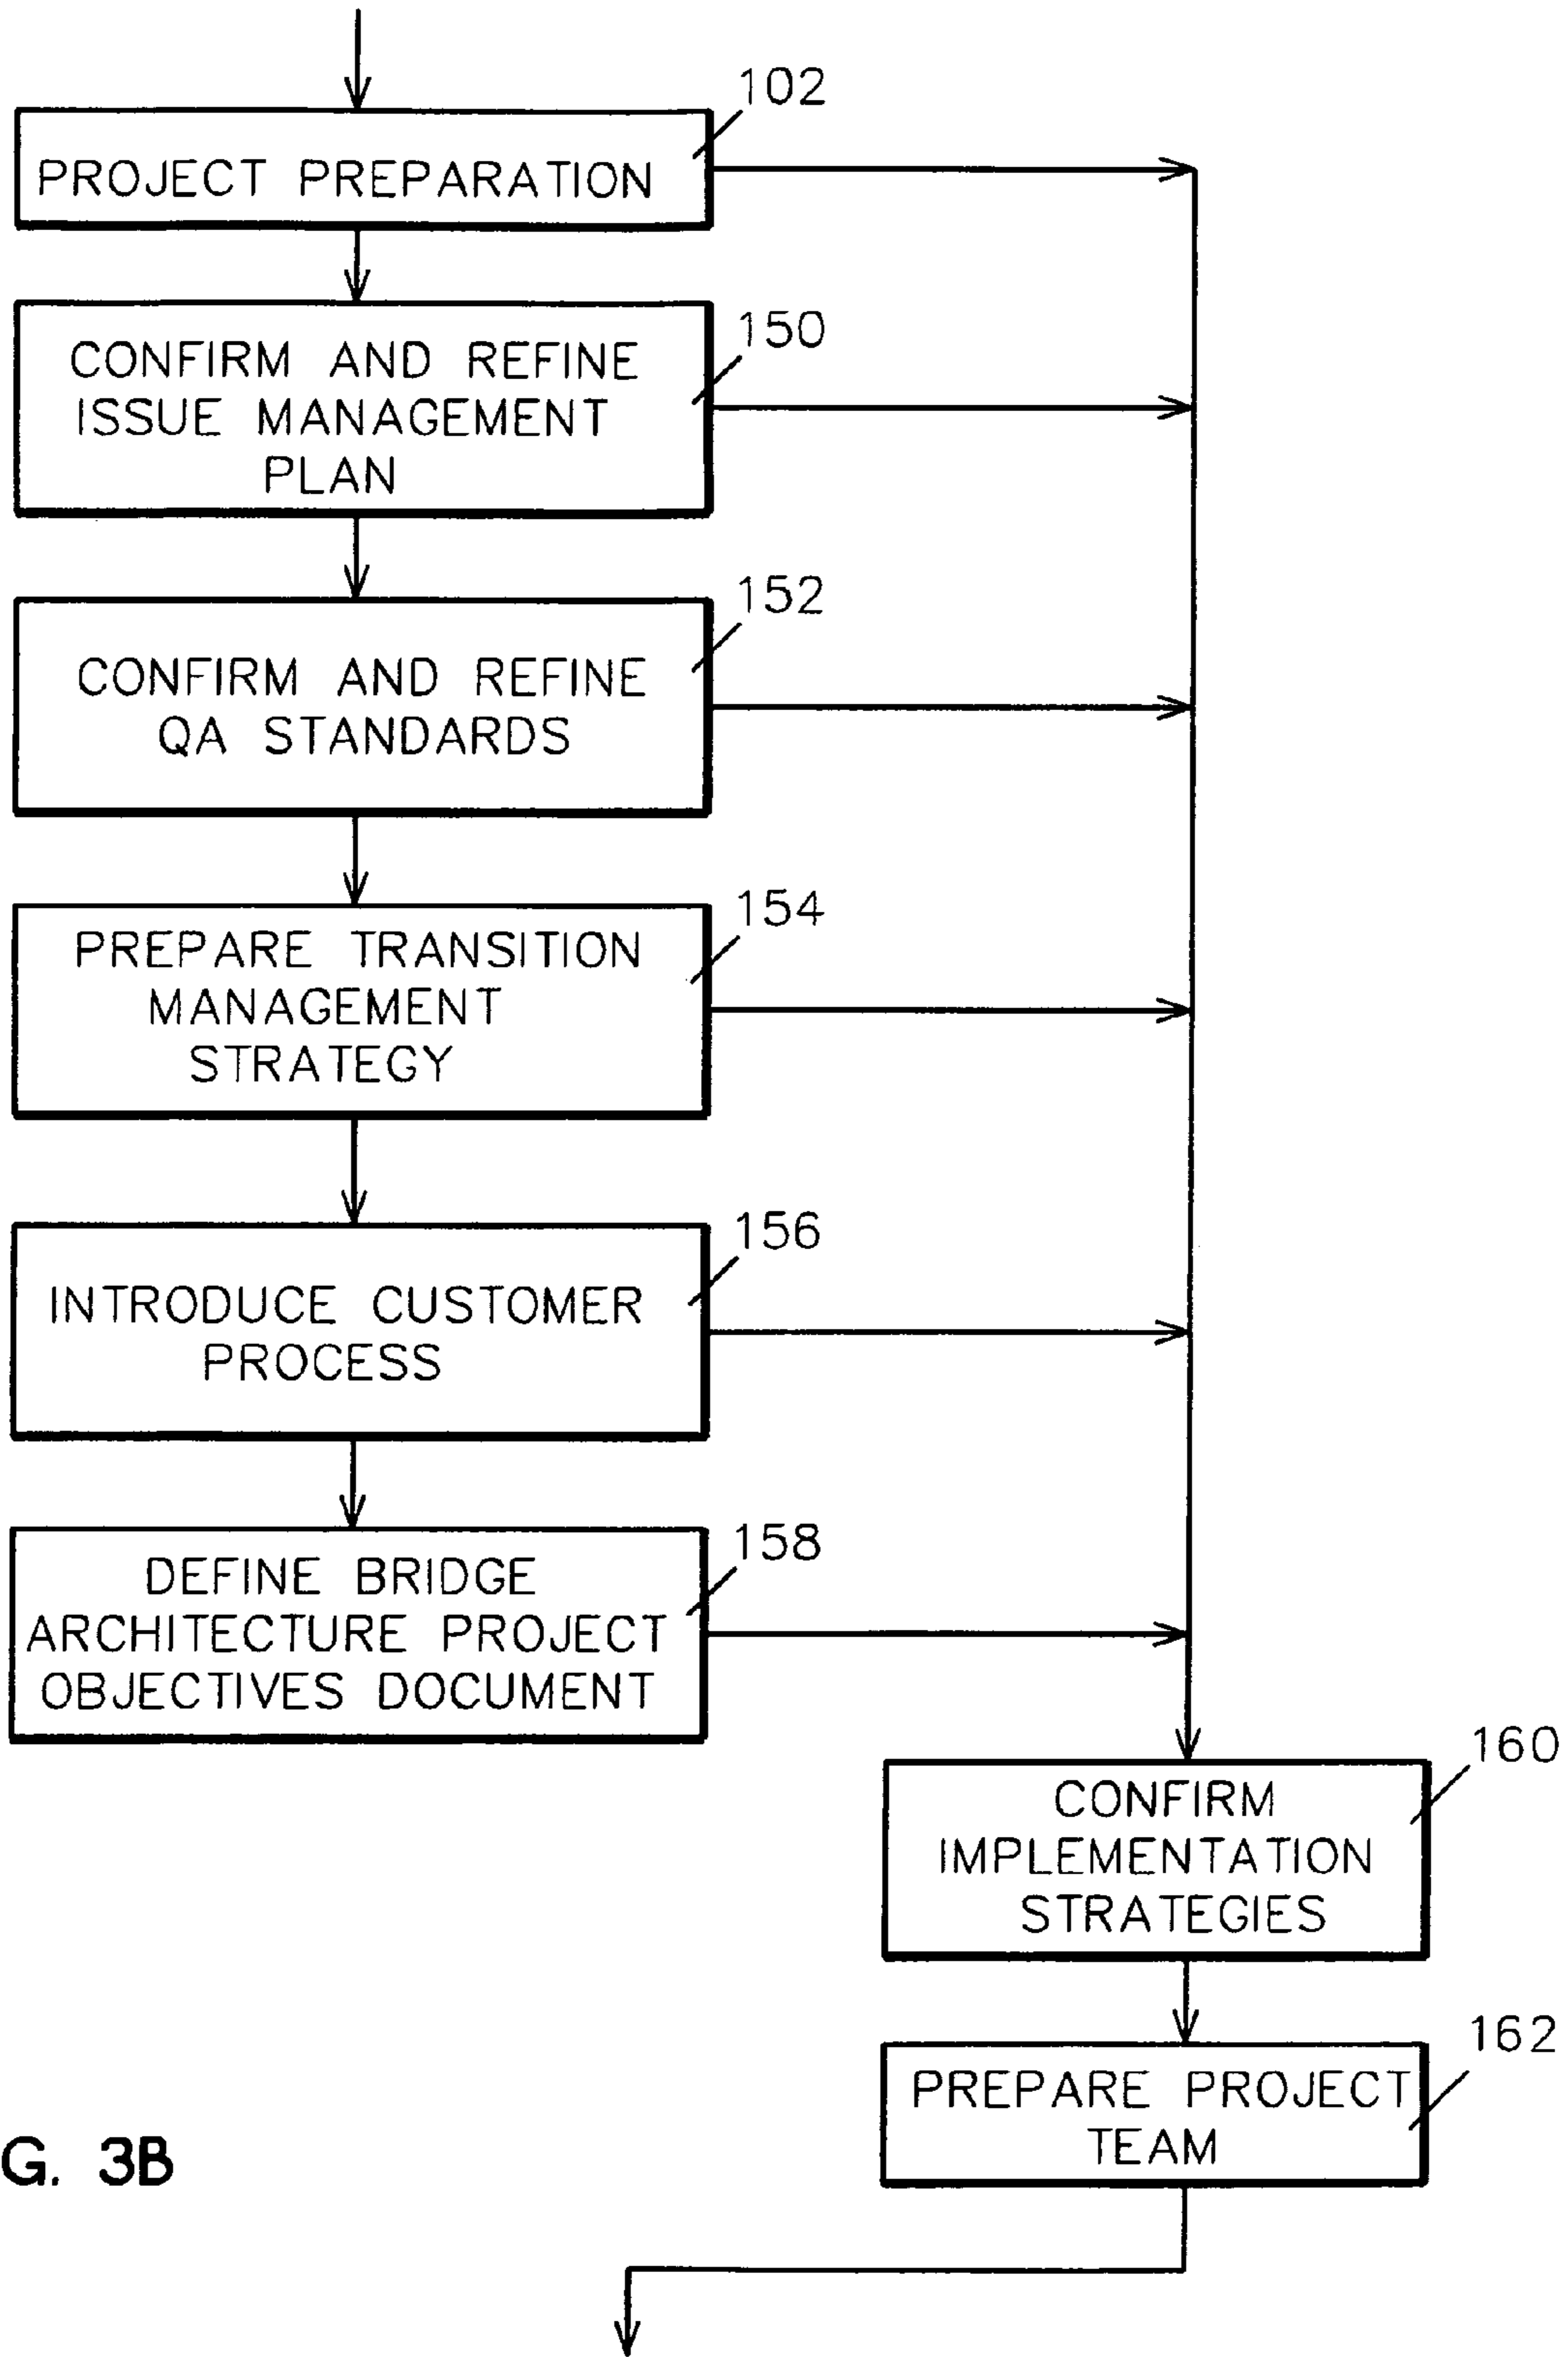 102
PROJECT PREPARATION
150
CONFIRM AND REFINE
ISSUE MANAGEMENT
PLAN
152
CONFIRM AND REFINE
QA STANDARDS
154
PREPARE TRANSITION
MANAGEMENT
STRATEGY
156
INTRODUCE CUSTOMER
PROCESS
158
DEFINE BRIDGE
ARCHITECTURE PROJECT
OBJECTIVES DOCUMENT
160
CONFIRM
IMPLEMENTATION
STRATEGIES
162
PREPARE PROJECT
TEAM
G. 3B